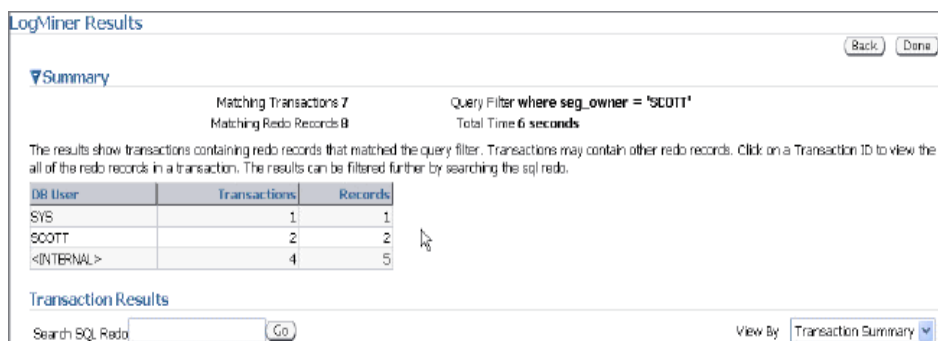 LogMiner Results
Back Done
Summary
Matching Transactions 7 Query Filter where seg_owner = 'SCOTT'
Matching Redo Records 8 Total Time 6 seconds
The results show transactions containing redo records that matched the query filter. Transactions may contain other redo records. Click on a Transaction ID to view the
all of the redo records in a transaction. The results can be filtered further by searching the sql redo.
DB User Transactions Records
SYS 1 1
SCOTT 2 2
<INTERNAL> 4 5
Transaction Results
Search SQL Redo Go View By Transaction Summary